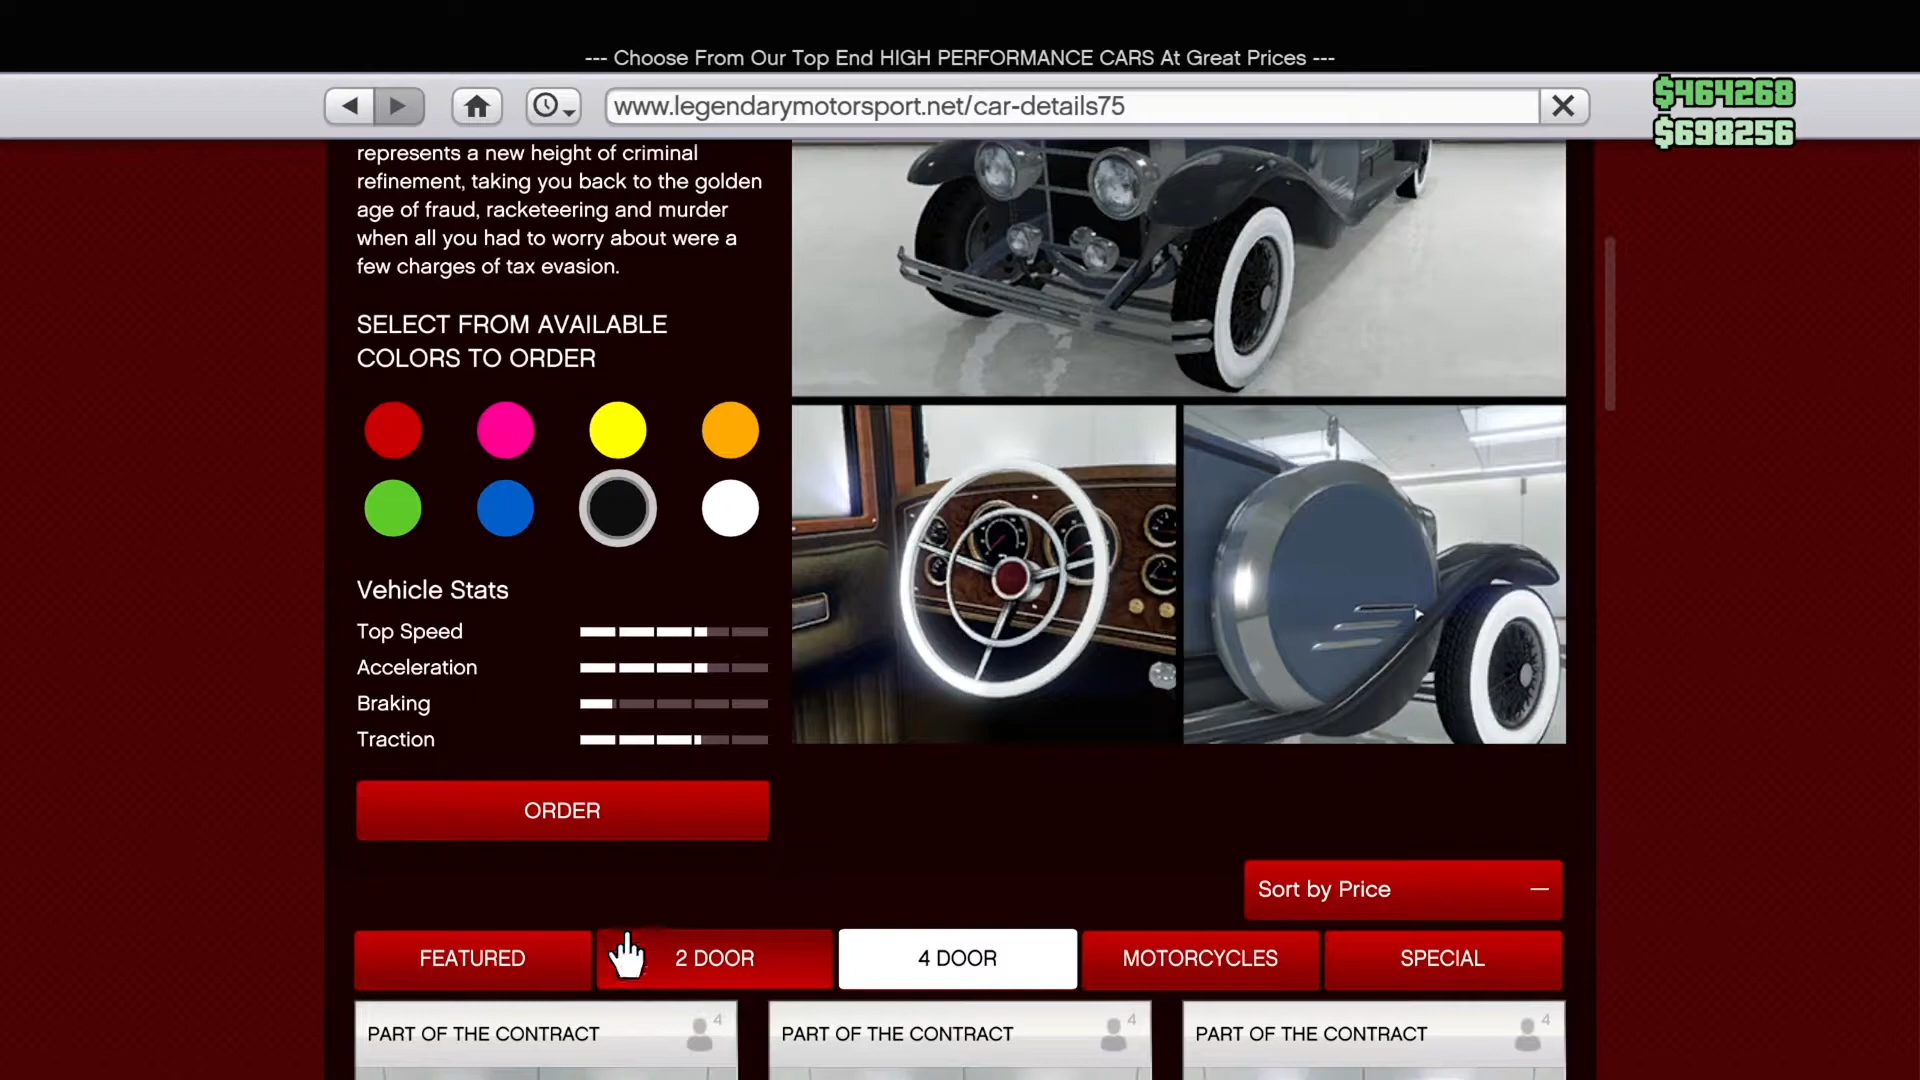 --- Choose From Our Top End HIGH PERFORMANCE CARS At Great Prices ---
www.legendarymotorsport.net/car-details75
$464268
$698256
represents a new height of criminal
refinement, taking you back to the golden
age of fraud, racketeering and murder
when all you had to worry about were a
few charges of tax evasion.
SELECT FROM AVAILABLE
COLORS TO ORDER
Vehicle Stats
Top Speed
Acceleration
Braking
Traction
ORDER
Sort by Price
FEATURED
2 DOOR
4 DOOR
MOTORCYCLES
SPECIAL
PART OF THE CONTRACT 4
PART OF THE CONTRACT 4
PART OF THE CONTRACT 4